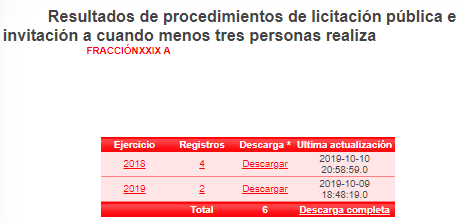 Resultados de procedimientos de licitación pública e
invitación a cuando menos tres personas realiza
FRACCIÓNXXIX A
Ejercicio Registros Descarga * Ultima actualización
2018 4 Descargar 2019-10-10 20:58:59.0
2019 2 Descargar 2019-10-09 18:48:19.0
Total 6 Descarga completa